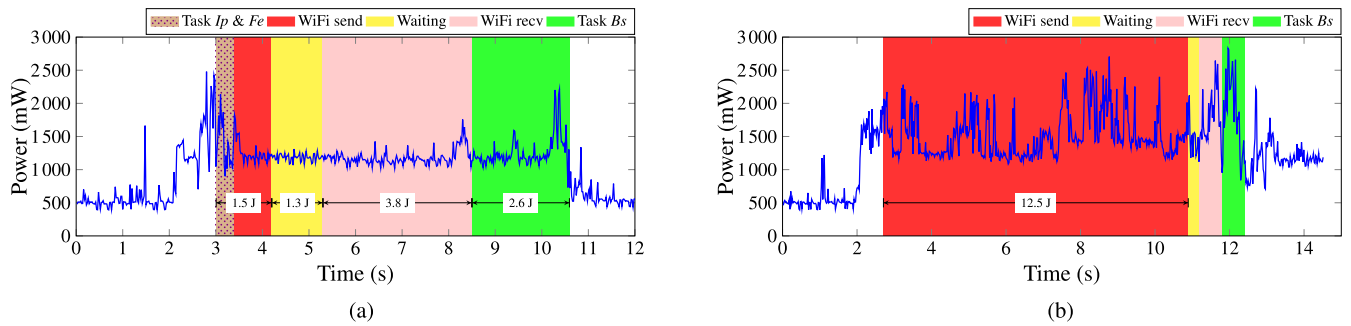 Task Ip & Fe WiFi send Waiting WiFi recv Task Bs
3 000
2 500
2 000
1 500
1 000
500
0
Power (mW)
1.5 J 1.3 J 3.8 J 2.6 J
0 1 2 3 4 5 6 7 8 9 10 11 12
Time (s)
(a)
WiFi send Waiting WiFi recv Task Bs
3 000
2 500
2 000
1 500
1 000
500
0
Power (mW)
12.5 J
0 2 4 6 8 10 12 14
Time (s)
(b)